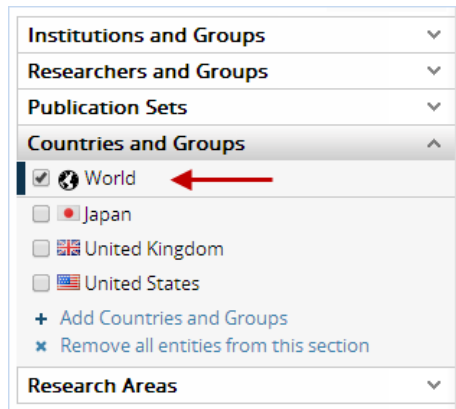 Institutions and Groups
Researchers and Groups
Publication Sets
Countries and Groups
World
Japan
United Kingdom
United States
+ Add Countries and Groups
× Remove all entities from this section
Research Areas